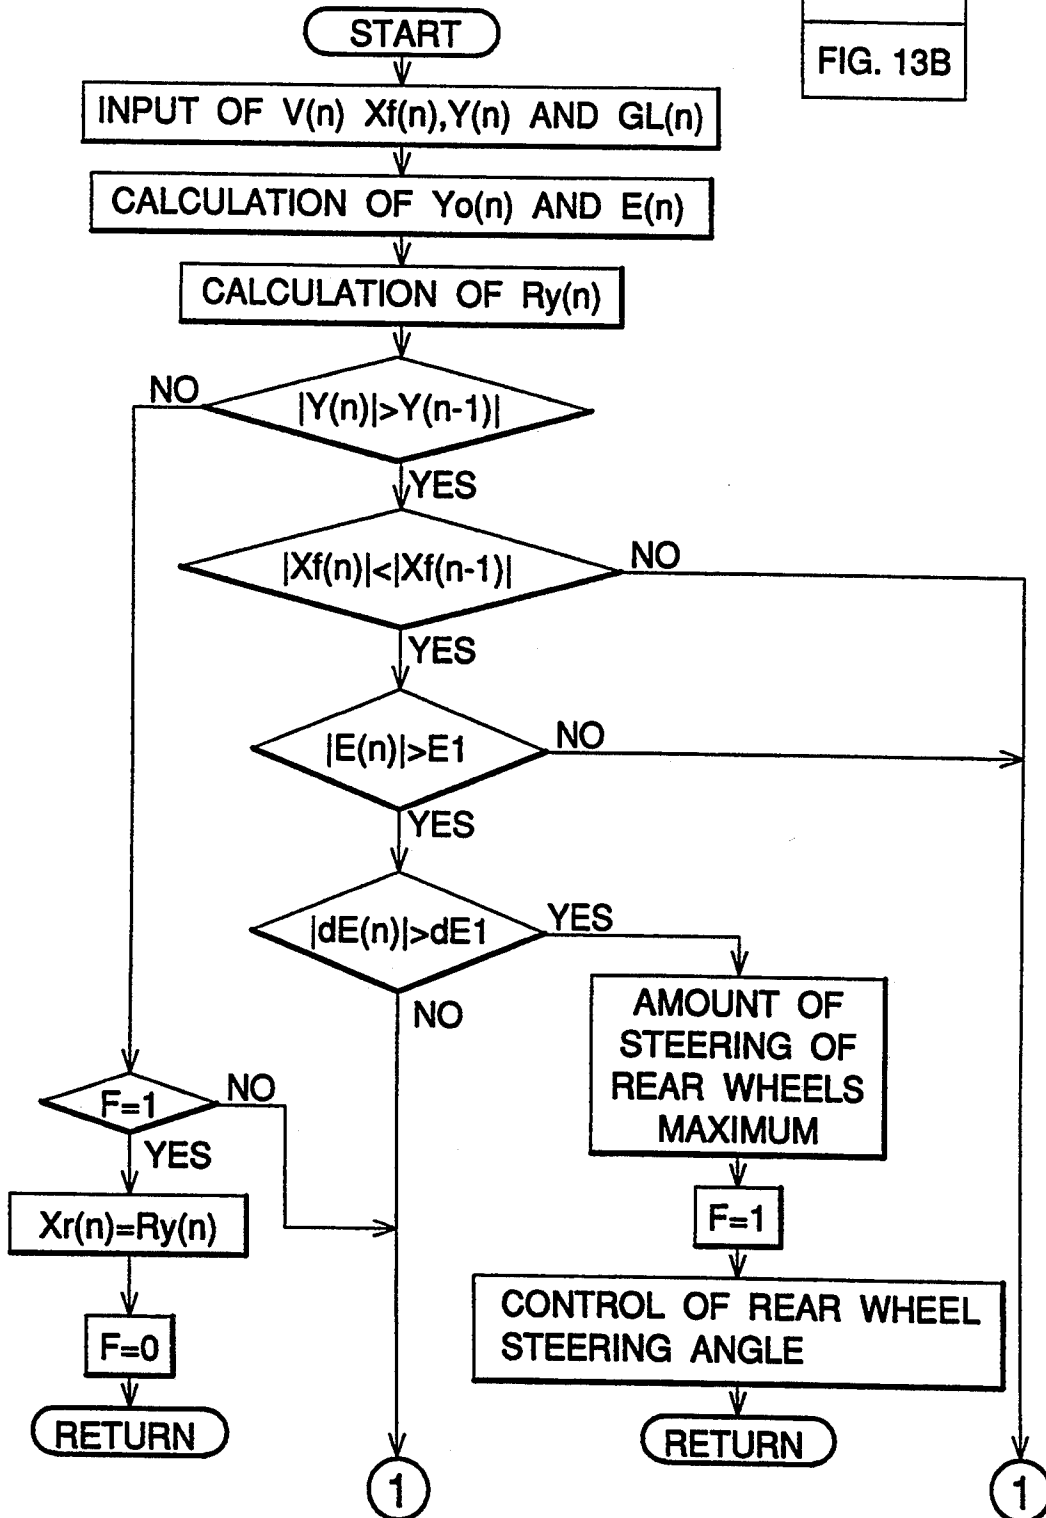 START
FIG. 13B
INPUT OF V(n) Xf(n),Y(n) AND GL(n)
CALCULATION OF Yo(n) AND E(n)
CALCULATION OF Ry(n)
NO
|Y(n)|>Y(n-1)|
YES
|Xf(n)|<|Xf(n-1)|
NO
YES
|E(n)|>E1
NO
YES
|dE(n)|>dE1
YES
NO
AMOUNT OF
STEERING OF
REAR WHEELS
MAXIMUM
F=1
NO
YES
Xr(n)=Ry(n)
F=1
CONTROL OF REAR WHEEL
STEERING ANGLE
F=0
RETURN
RETURN
1
1